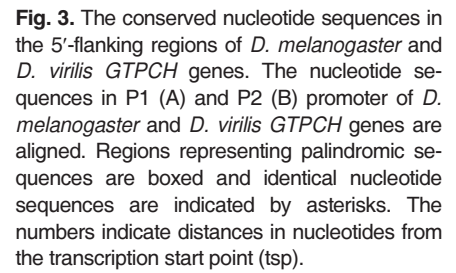 Fig. 3. The conserved nucleotide sequences in
the 5′-flanking regions of D. melanogaster and
D. virilis GTPCH genes. The nucleotide se-
quences in P1 (A) and P2 (B) promoter of D.
melanogaster and D. virilis GTPCH genes are
aligned. Regions representing palindromic se-
quences are boxed and identical nucleotide
sequences are indicated by asterisks. The
numbers indicate distances in nucleotides from
the transcription start point (tsp).